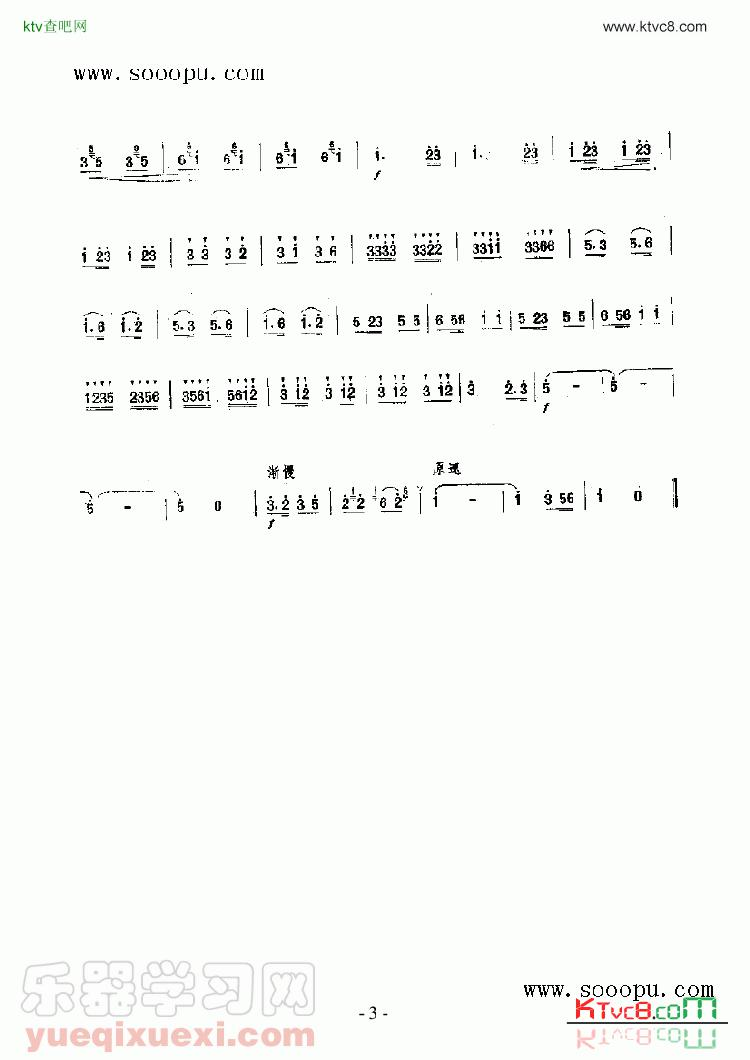 ktv查吧网 www.ktvc8.com
www.sooopu.com
3 5 3 5 | 6 1 6 1 | 6 1 6 1 | 1. 23 | 1. 23 | 1 23 1 23
1 23 1 23 | 3 3 3 2 | 3 1 3 6 | 3333 3322 | 3311 3366 | 5.3 5.6
1.6 1.2 | 5.3 5.6 | 1.6 1.2 | 5 23 5 5 | 6 56 1 1 | 5 23 5 5 | 6 56 1 1 |
1235 2356 | 3561 5612 | 3 12 3 12 | 3 12 3 12 | 3 2.3 | 5 - | 5 -
f
渐慢 原速
5 - | 5 0 | 3.2 3 5 | 2 2 6 2 | 1 - | 1 3 56 | 1 0 ‖
f
乐器学习网
yueqixuexi.com
- 3 -
www.sooopu.com
KTvc8.com